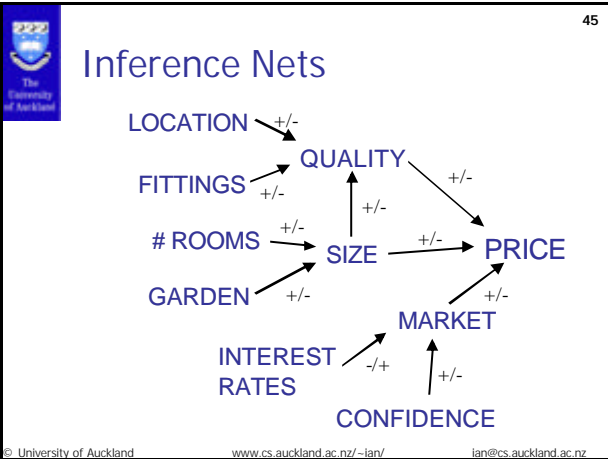 45
The
University
of Auckland
Inference Nets
LOCATION
+/-
QUALITY
+/-
FITTINGS
+/-
+/-
# ROOMS
+/-
SIZE
+/-
PRICE
GARDEN
+/-
+/-
MARKET
INTEREST
RATES
-/+
+/-
CONFIDENCE
© University of Auckland www.cs.auckland.ac.nz/~ian/ ian@cs.auckland.ac.nz